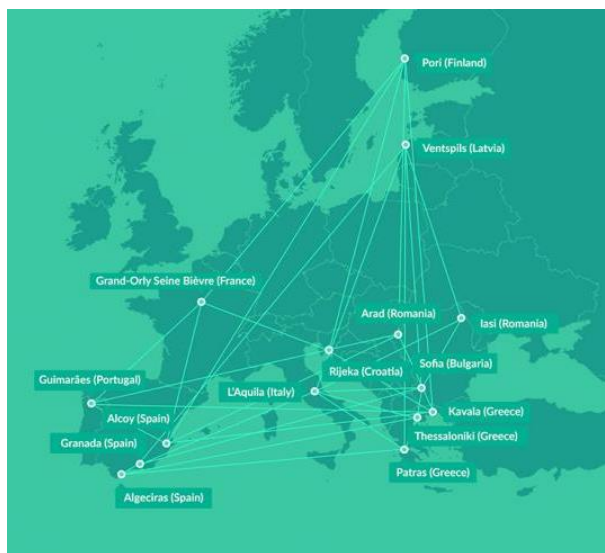 Pori (Finland)
Ventspils (Latvia)
Grand-Orly Seine Bièvre (France)
Arad (Romania)
Iasi (Romania)
Sofia (Bulgaria)
Rijeka (Croatia)
Guimarães (Portugal)
L'Aquila (Italy)
Kavala (Greece)
Alcoy (Spain)
Thessaloniki (Greece)
Granada (Spain)
Patras (Greece)
Algeciras (Spain)